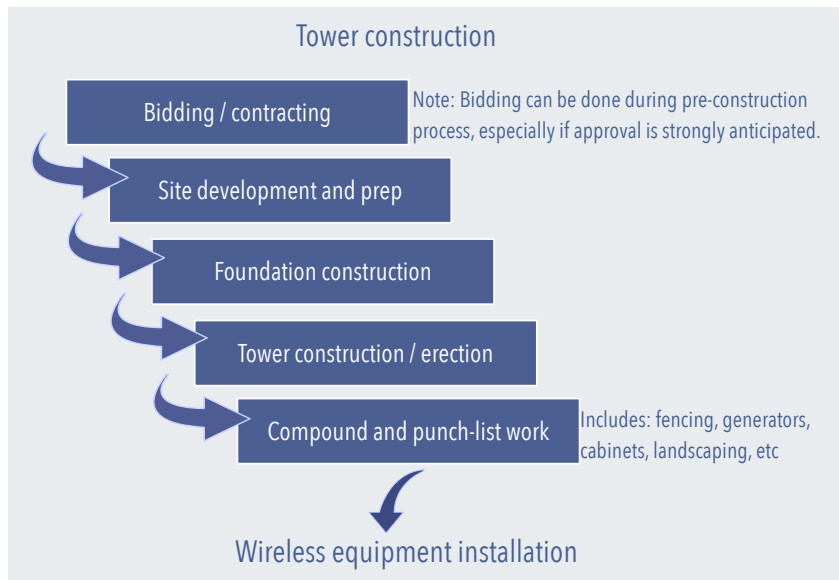 Tower construction
Bidding / contracting
Note: Bidding can be done during pre-construction
process, especially if approval is strongly anticipated.
Site development and prep
Foundation construction
Tower construction / erection
Compound and punch-list work
Includes: fencing, generators,
cabinets, landscaping, etc
Wireless equipment installation